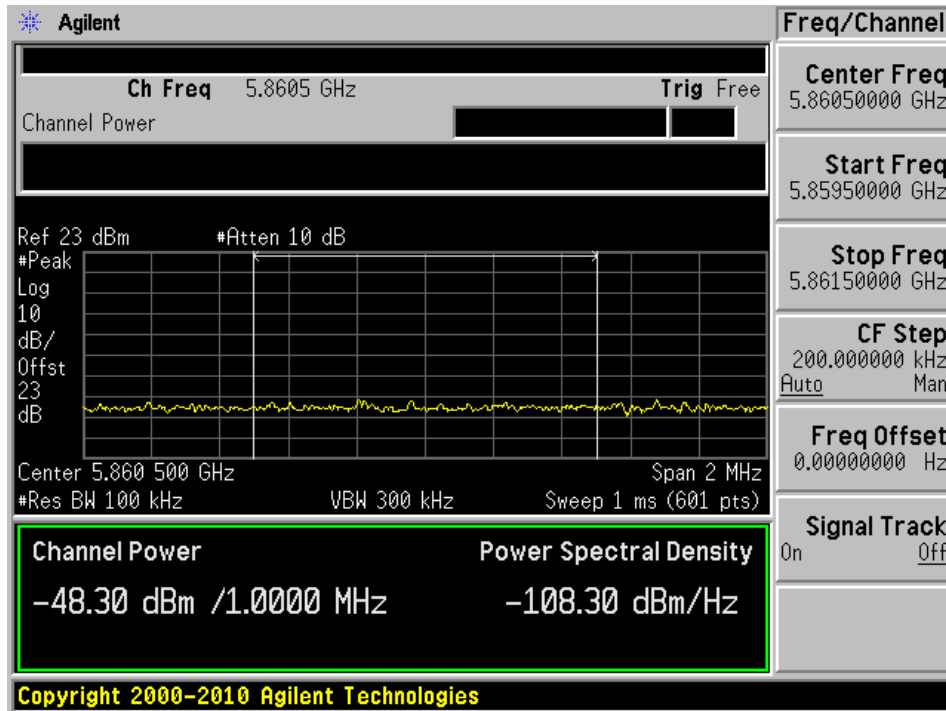 Agilent
Freq/Channel
Ch Freq 5.8605 GHz Trig Free
Channel Power
Center Freq
5.86050000 GHz
Start Freq
5.85950000 GHz
Stop Freq
5.86150000 GHz
CF Step
200.000000 kHz
Auto Man
Freq Offset
0.00000000 Hz
Signal Track
On Off
Ref 23 dBm #Atten 10 dB
#Peak
Log
10
dB/
Offst
23
dB
Center 5.860 500 GHz Span 2 MHz
#Res BW 100 kHz VBW 300 kHz Sweep 1 ms (601 pts)
Channel Power Power Spectral Density
-48.30 dBm /1.0000 MHz -108.30 dBm/Hz
Copyright 2000-2010 Agilent Technologies